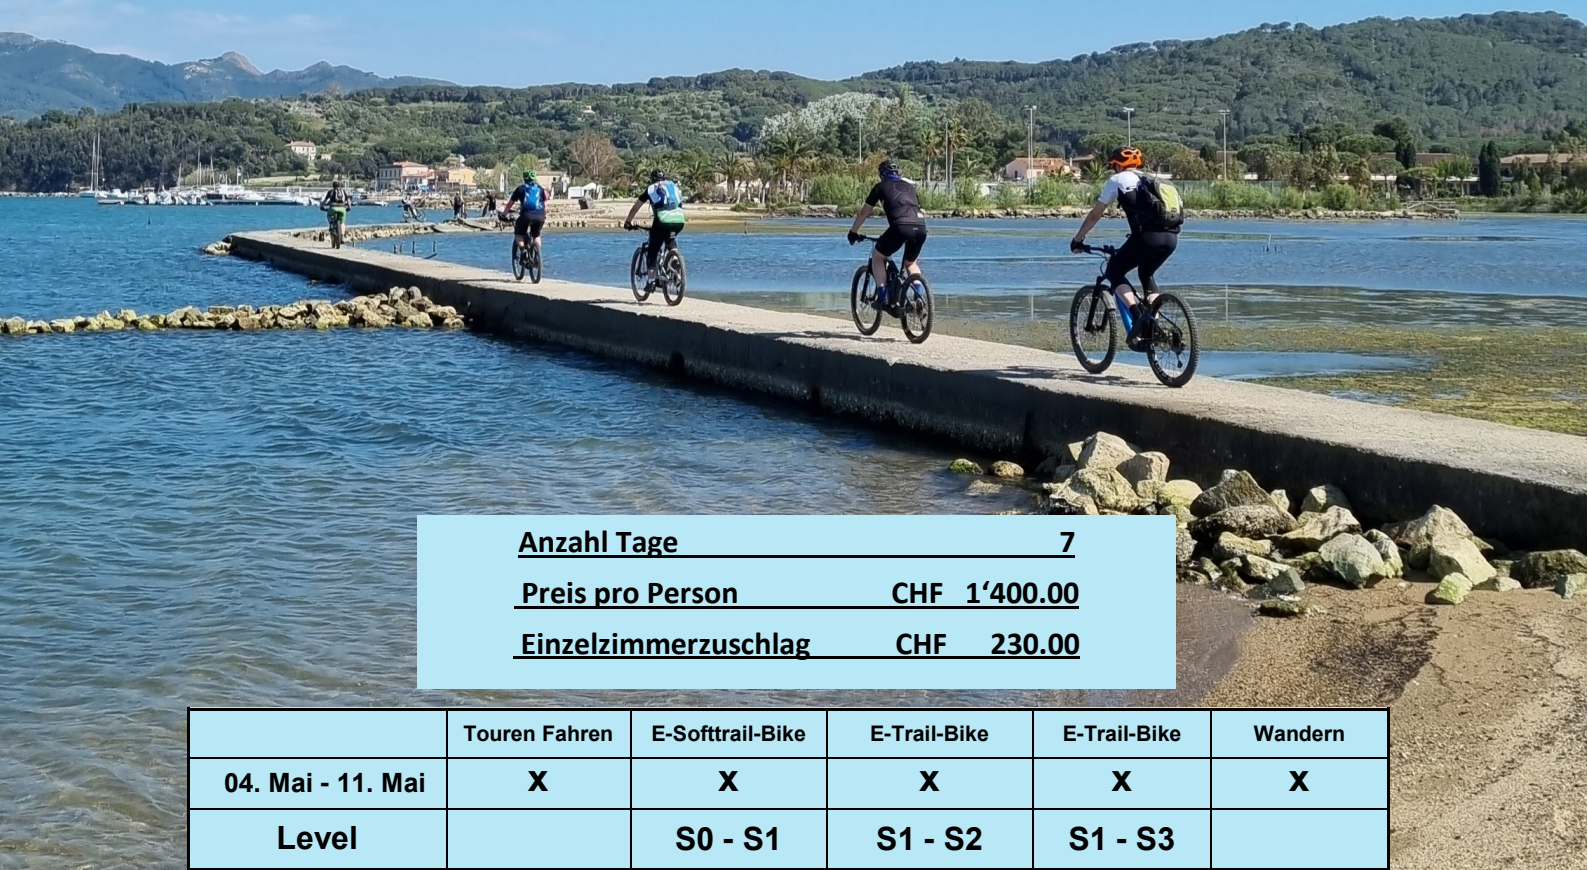 Anzahl Tage 7
Preis pro Person CHF 1‘400.00
Einzelzimmerzuschlag CHF 230.00
Touren Fahren E-Softtrail-Bike E-Trail-Bike E-Trail-Bike Wandern
04. Mai - 11. Mai X X X X X
Level S0 - S1 S1 - S2 S1 - S3